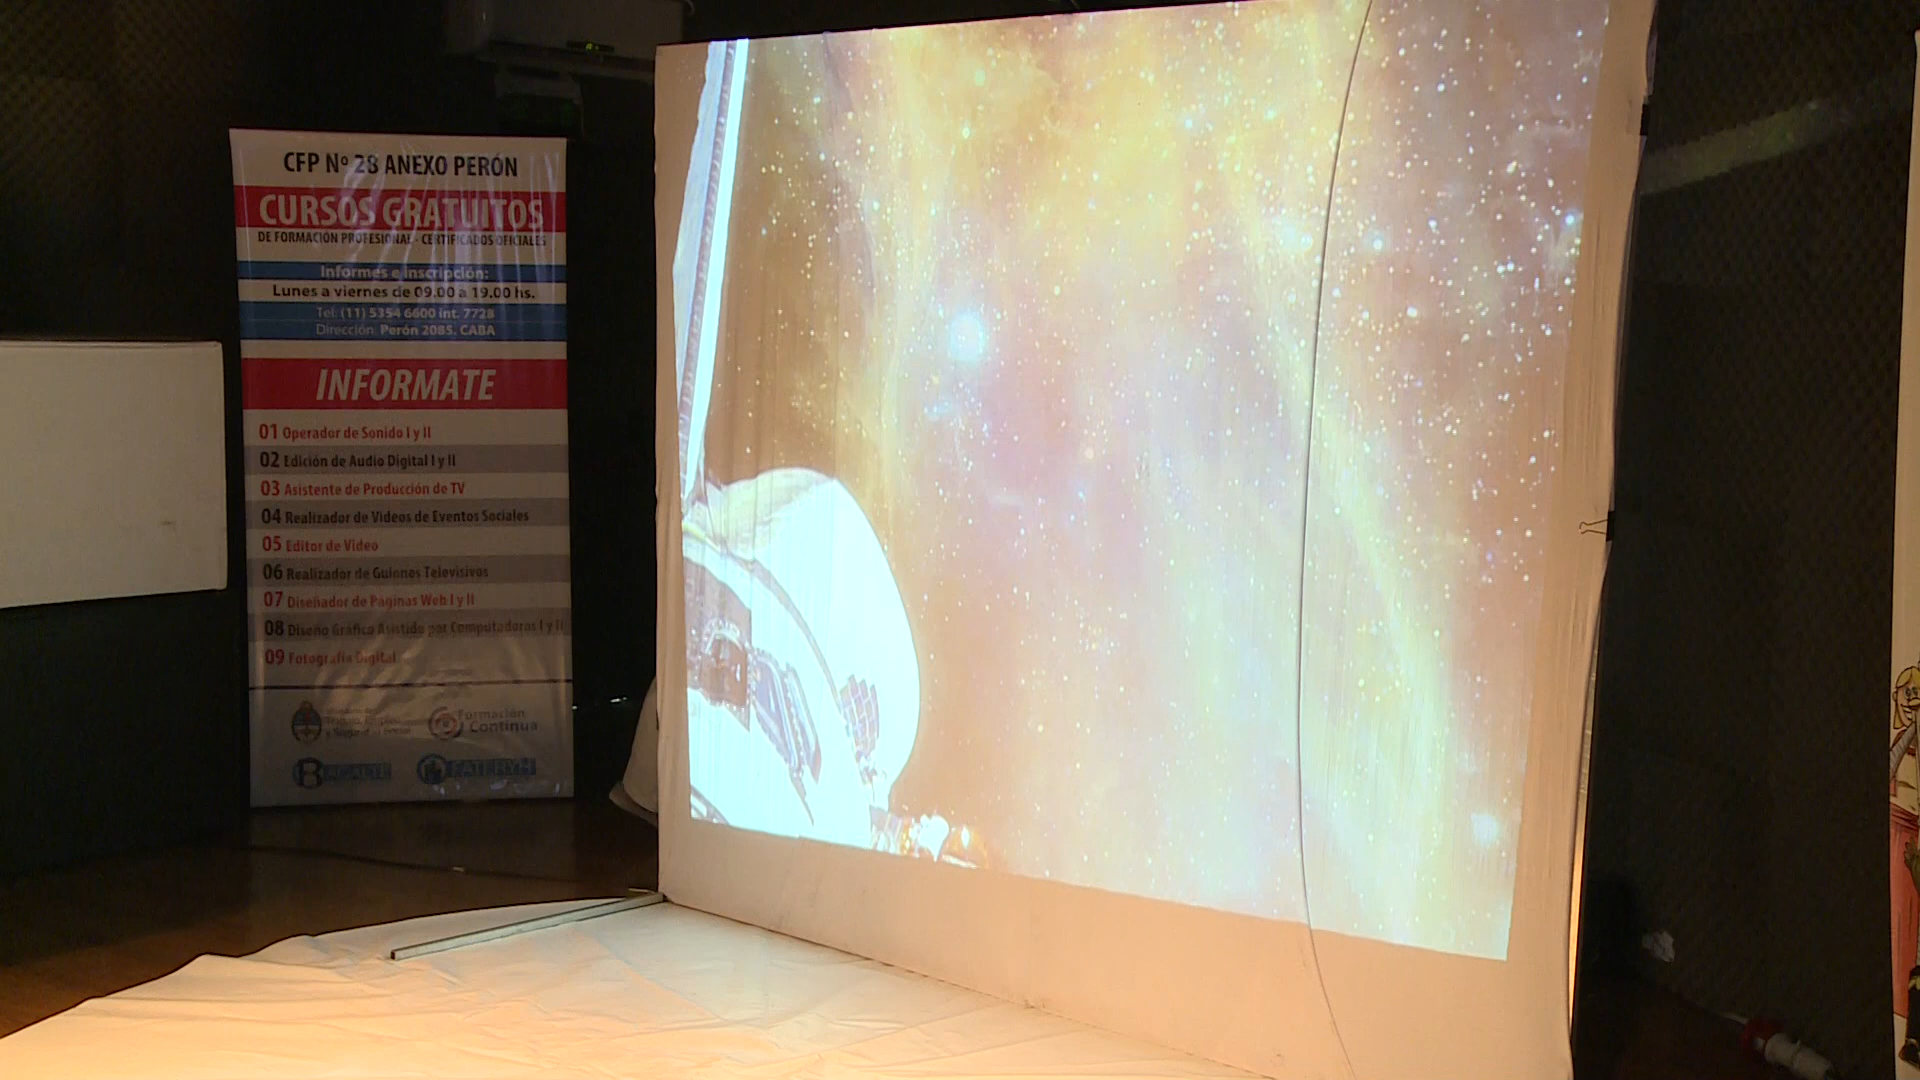 CFP Nº 28 ANEXO PERÓN
CURSOS GRATUITOS
DE FORMACIÓN PROFESIONAL - CERTIFICADOS OFICIALES
Informes e inscripción:
Lunes a viernes de 09.00 a 19.00 hs.
Tel: (11) 5354 6600 int. 7728
Dirección: Perón 2085. CABA
INFORMATE
01 Operador de Sonido I y II
02 Edición de Audio Digital I y II
03 Asistente de Producción de TV
04 Realizador de Videos de Eventos Sociales
05 Editor de Video
06 Realizador de Guiones Televisivos
07 Diseñador de Páginas Web I y II
08 Diseño Gráfico Asistido por Computadoras I y II
09 Fotografía Digital
Formación
Continua